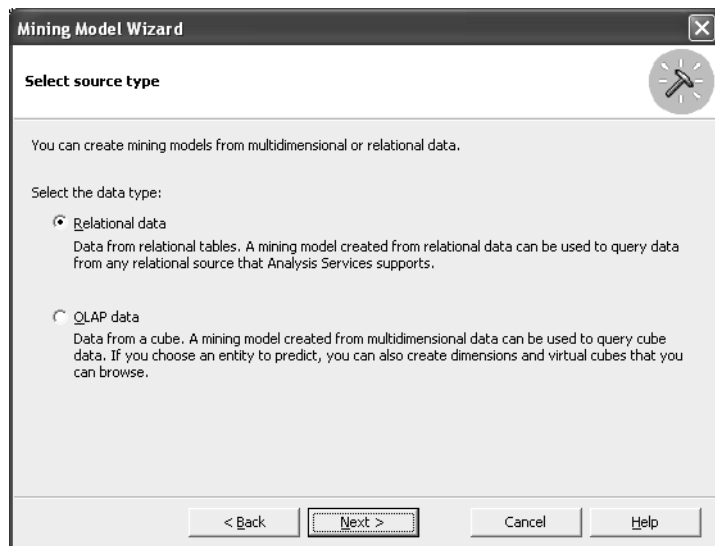 Mining Model Wizard
Select source type
You can create mining models from multidimensional or relational data.
Select the data type:
Relational data
Data from relational tables. A mining model created from relational data can be used to query data
from any relational source that Analysis Services supports.
OLAP data
Data from a cube. A mining model created from multidimensional data can be used to query cube
data. If you choose an entity to predict, you can also create dimensions and virtual cubes that you
can browse.
< Back Next > Cancel Help